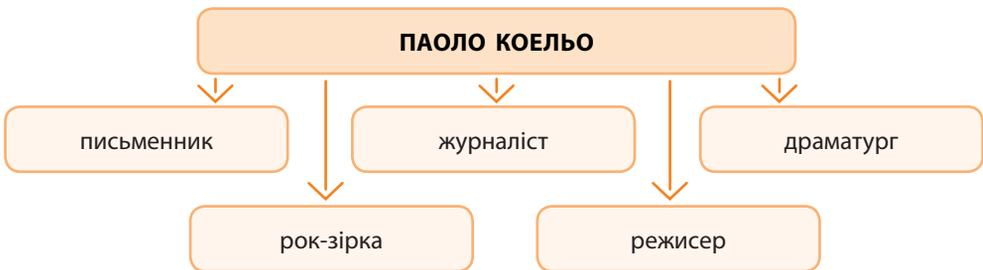 ПАОЛО КОЕЛЬО
письменник
журналіст
драматург
рок-зірка
режисер